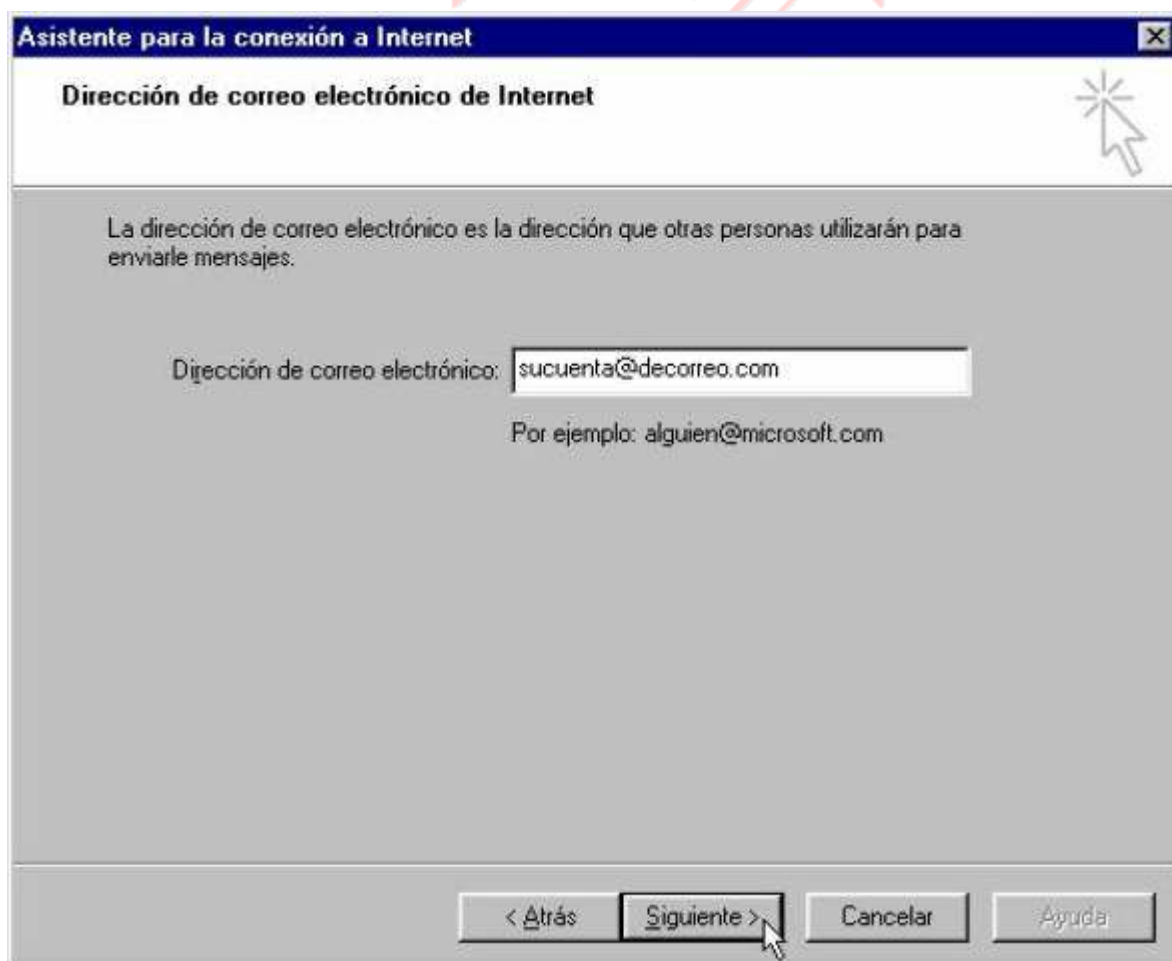 Asistente para la conexión a Internet
Dirección de correo electrónico de Internet
La dirección de correo electrónico es la dirección que otras personas utilizarán para
enviarle mensajes.
Dirección de correo electrónico: sucuenta@decorreo.com
Por ejemplo: alguien@microsoft.com
< Atrás Siguiente > Cancelar Ayuda